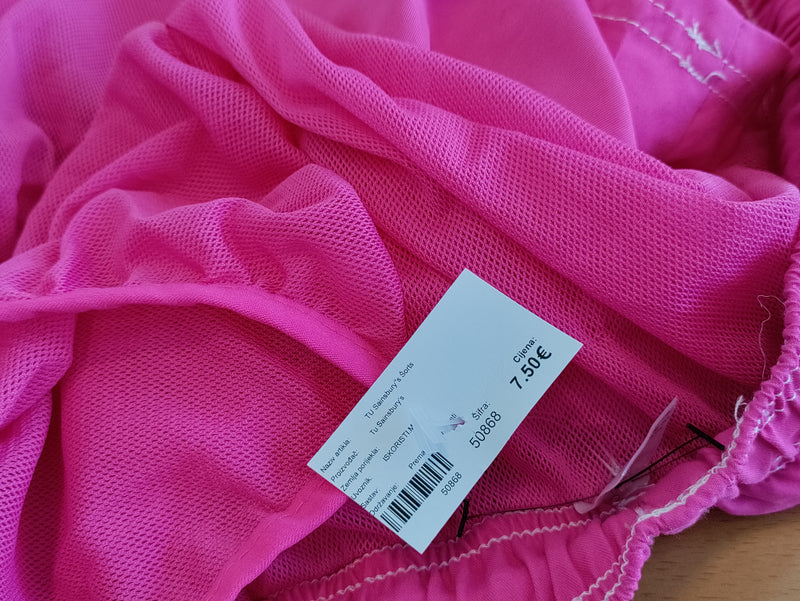 Naziv artikla: TU Sainsbury's Šorts
Proizvođač: Tu Sainsbury's
Zemlja porijekla:
Uvoznik: ISKORISTI.M
Sastav:
Održavanje: Prema
50868
Šifra:
50868
Cijena:
7.50€